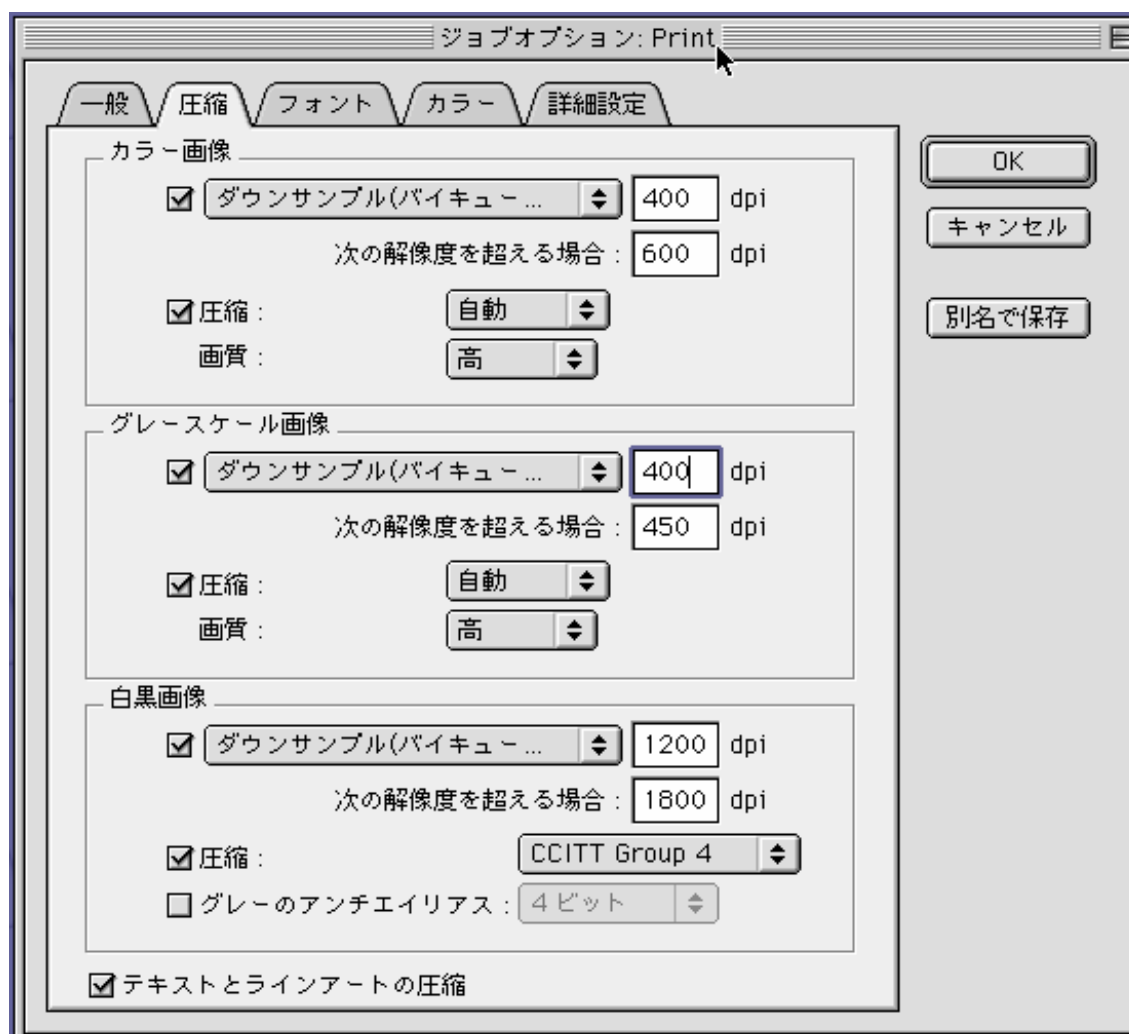 ジョブオプション: Print
一般 圧縮 フォント カラー 詳細設定
カラー画像
ダウンサンプル(バイキュー... 400 dpi
次の解像度を超える場合 : 600 dpi
圧縮 : 自動
画質 : 高
グレースケール画像
ダウンサンプル(バイキュー... 400 dpi
次の解像度を超える場合 : 450 dpi
圧縮 : 自動
画質 : 高
白黒画像
ダウンサンプル(バイキュー... 1200 dpi
次の解像度を超える場合 : 1800 dpi
圧縮 : CCITT Group 4
グレーのアンチエイリアス : 4 ビット
テキストとラインアートの圧縮
OK
キャンセル
別名で保存